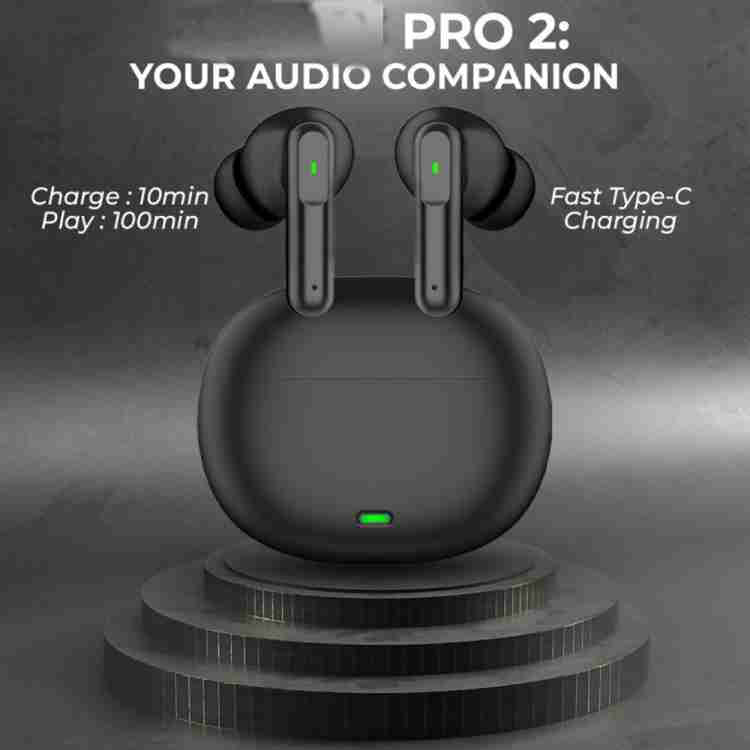 PRO 2:
YOUR AUDIO COMPANION
Charge : 10min
Play : 100min
Fast Type-C
Charging